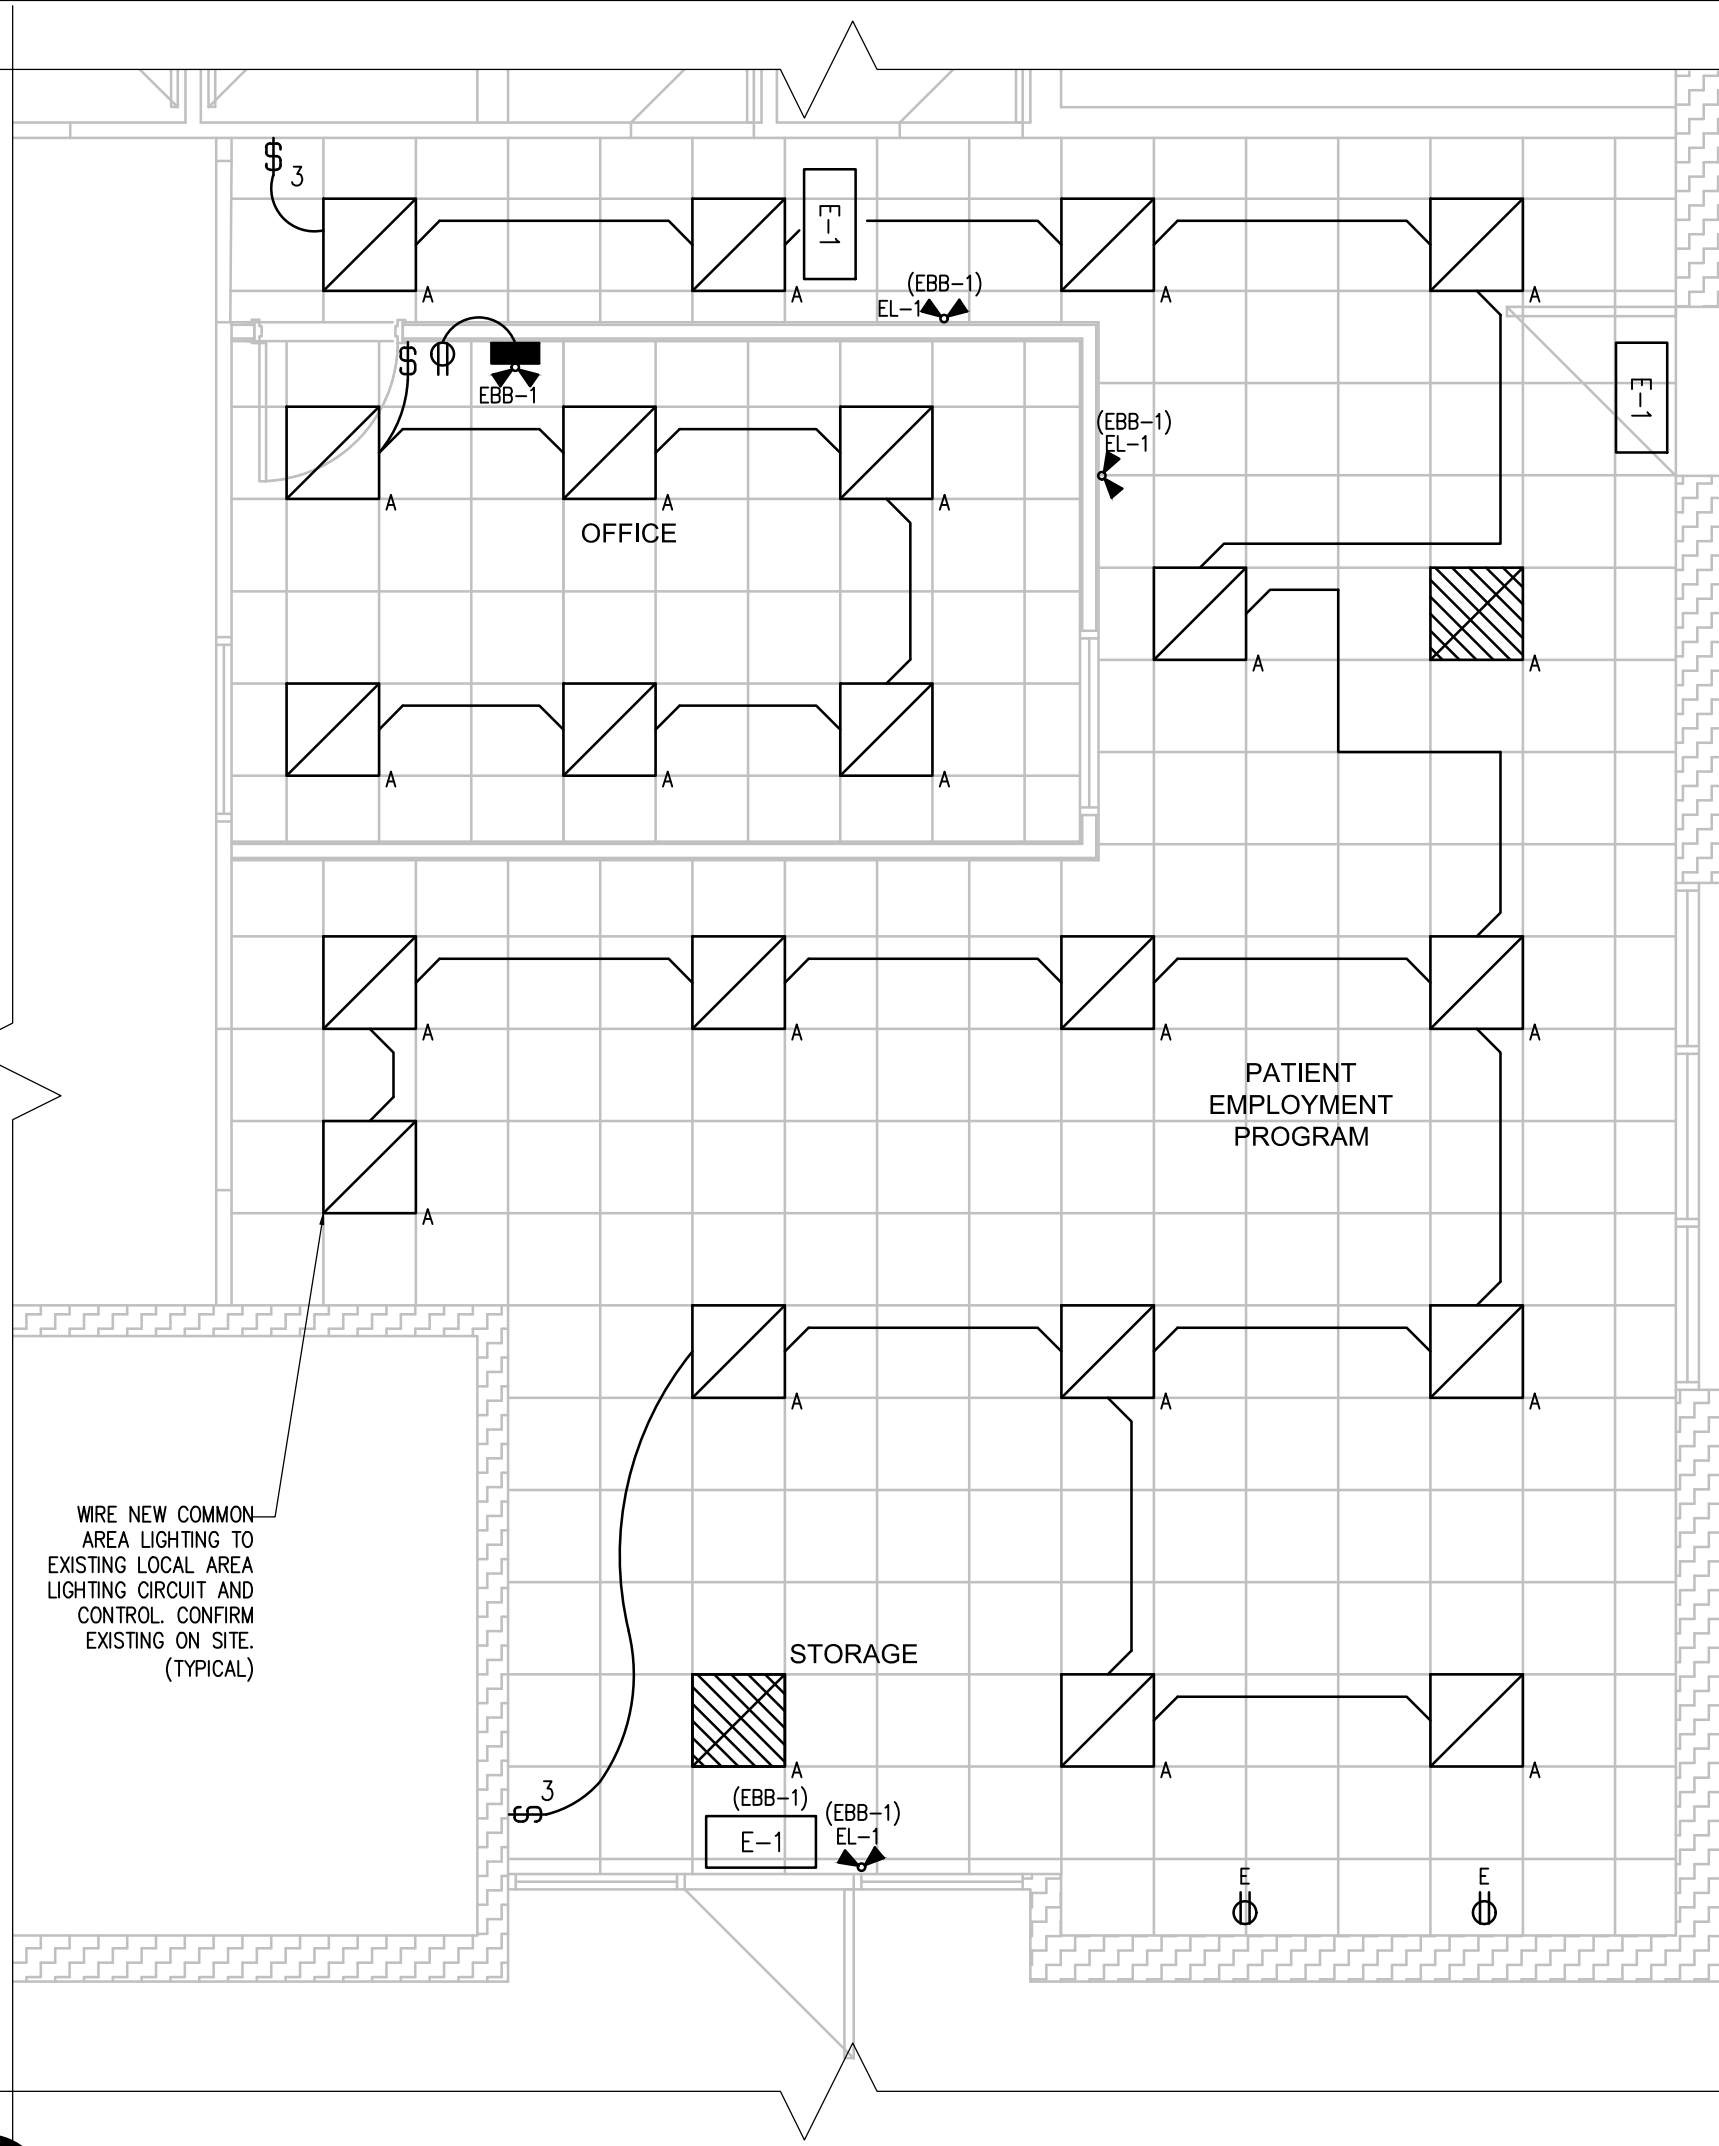 $ 3
E-1
A
A
A
A
(EBB-1)
EL-1
E-1
$
EBB-1
(EBB-1)
EL-1
A
A
A
OFFICE
A
A
A
A
A
A
A
A
A
PATIENT
EMPLOYMENT
PROGRAM
A
A
A
A
WIRE NEW COMMON
AREA LIGHTING TO
EXISTING LOCAL AREA
LIGHTING CIRCUIT AND
CONTROL. CONFIRM
EXISTING ON SITE.
(TYPICAL)
STORAGE
A
A
A
$ 3
(EBB-1)
E-1
(EBB-1)
EL-1
E
E